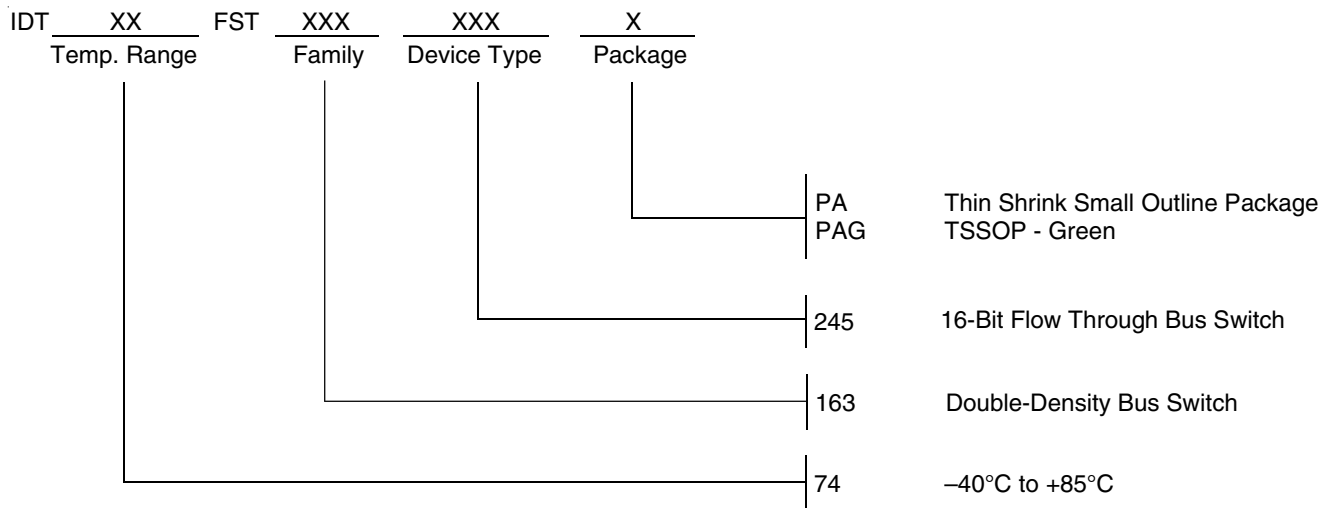 IDT XX FST XXX XXX X
Temp. Range Family Device Type Package
PA Thin Shrink Small Outline Package
PAG TSSOP - Green
245 16-Bit Flow Through Bus Switch
163 Double-Density Bus Switch
74 –40°C to +85°C